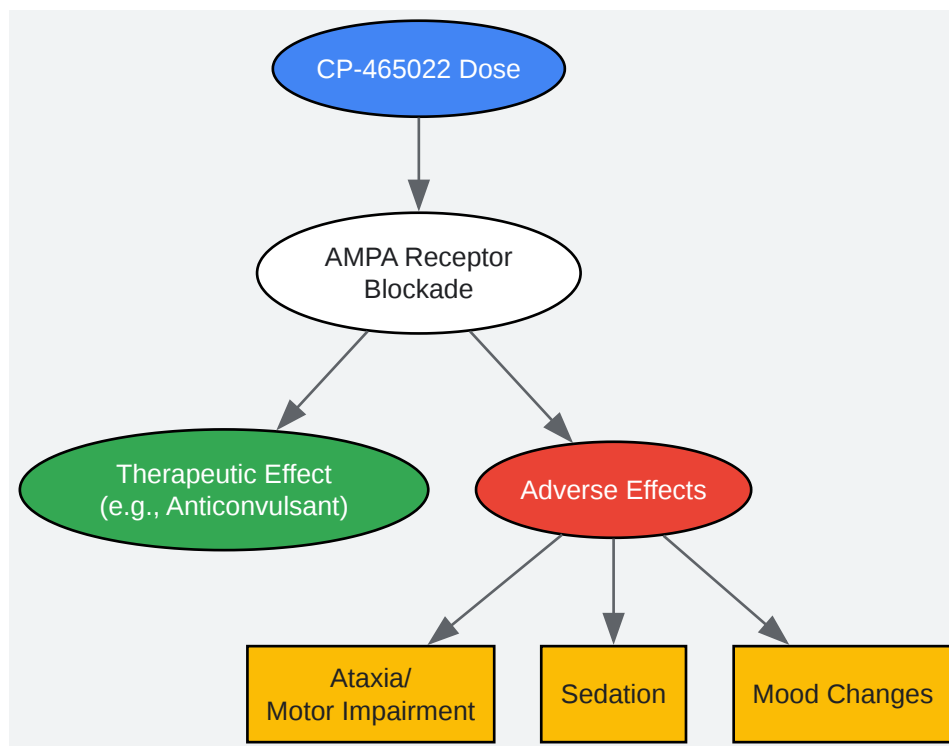 CP-465022 Dose
AMPA Receptor
Blockade
Therapeutic Effect
(e.g., Anticonvulsant)
Adverse Effects
Ataxia/
Motor Impairment
Sedation
Mood Changes